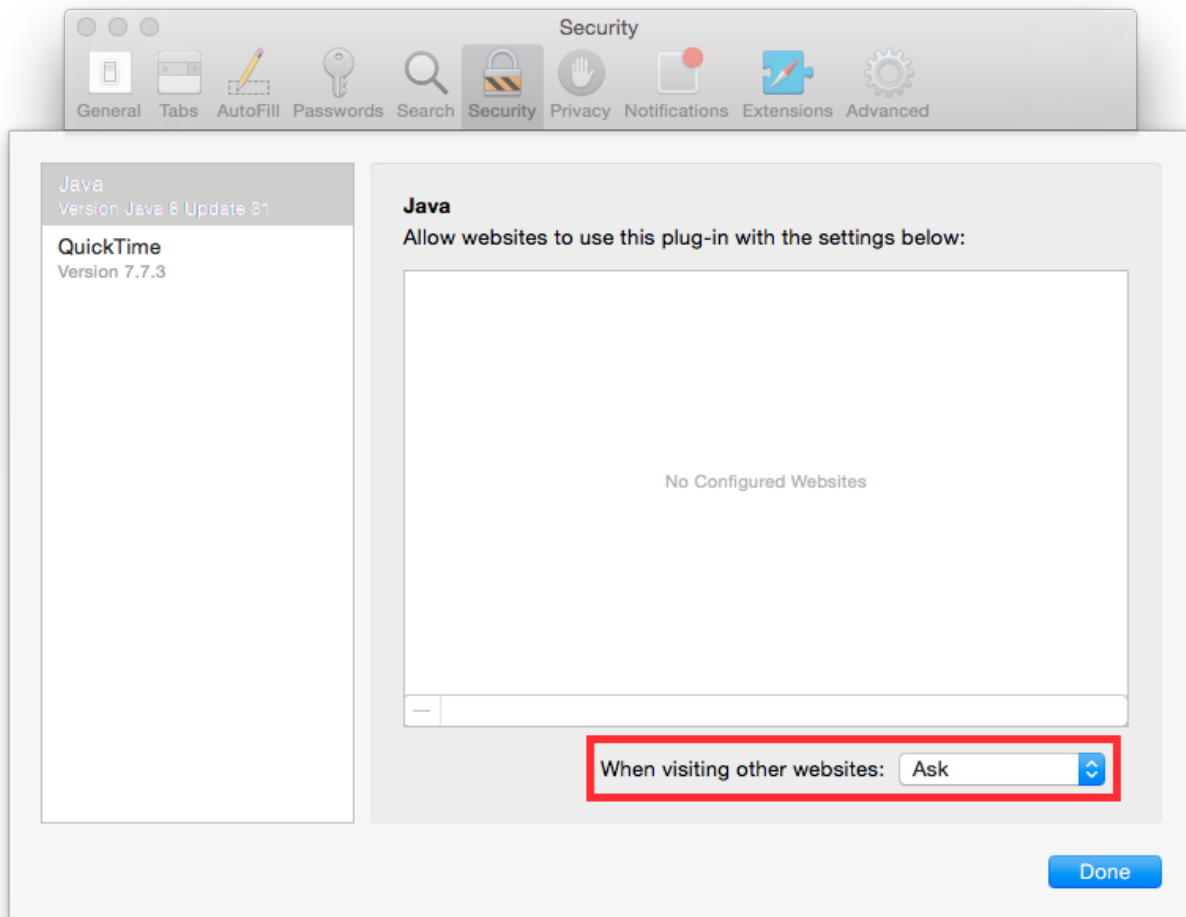 Security
General Tabs AutoFill Passwords Search Security Privacy Notifications Extensions Advanced
Java
Version Java 8 Update 31
QuickTime
Version 7.7.3
Java
Allow websites to use this plug-in with the settings below:
No Configured Websites
When visiting other websites: Ask
Done